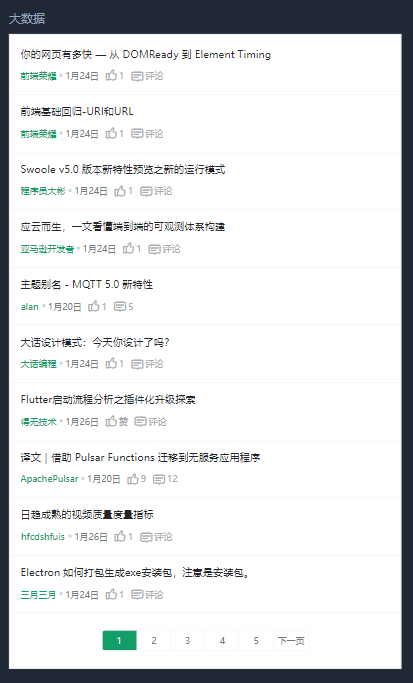 大数据
你的网页有多快 — 从 DOMReady 到 Element Timing
前端荣耀 • 1月24日 1 评论
前端基础回归-URI和URL
前端荣耀 • 1月24日 1 评论
Swoole v5.0 版本新特性预览之新的运行模式
程序员大彬 • 1月24日 1 评论
应云而生，一文看懂端到端的可观测体系构建
亚马逊开发者 • 1月24日 1 评论
主题别名 - MQTT 5.0 新特性
alan • 1月20日 1 5
大话设计模式：今天你设计了吗?
大话编程 • 1月24日 1 评论
Flutter启动流程分析之插件化升级探索
得无技术 • 1月26日 赞 评论
译文 | 借助 Pulsar Functions 迁移到无服务应用程序
ApachePulsar • 1月20日 9 12
日趋成熟的视频质量度量指标
hfcdshfuis • 1月26日 1 评论
Electron 如何打包生成exe安装包，注意是安装包。
三月三月 • 1月24日 1 评论
1 2 3 4 5 下一页